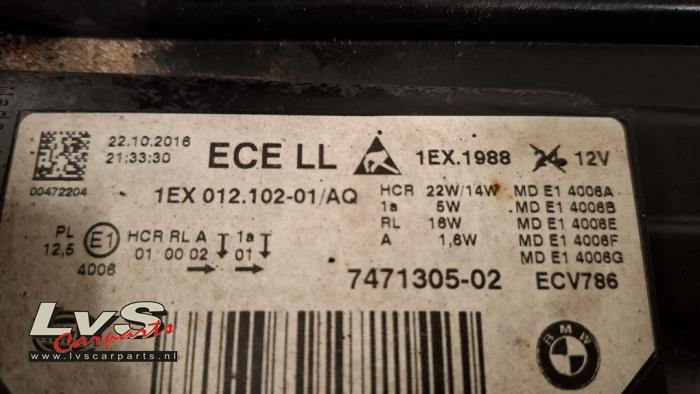 22.10.2016
21:33:30
ECE LL
1EX.1988
24 12V
00472204
1EX 012.102-01/AQ
HCR 22W/14W MD E1 4006A
1a 5W MD E1 4006B
RL 16W MD E1 4006E
A 1,6W MD E1 4006F
MD E1 4006G
PL
12,5
E1
4006
HCR RL A 1a
01 00 02 01
7471305-02
ECV786
BMW
LvS
Carparts
www.lvscarparts.nl